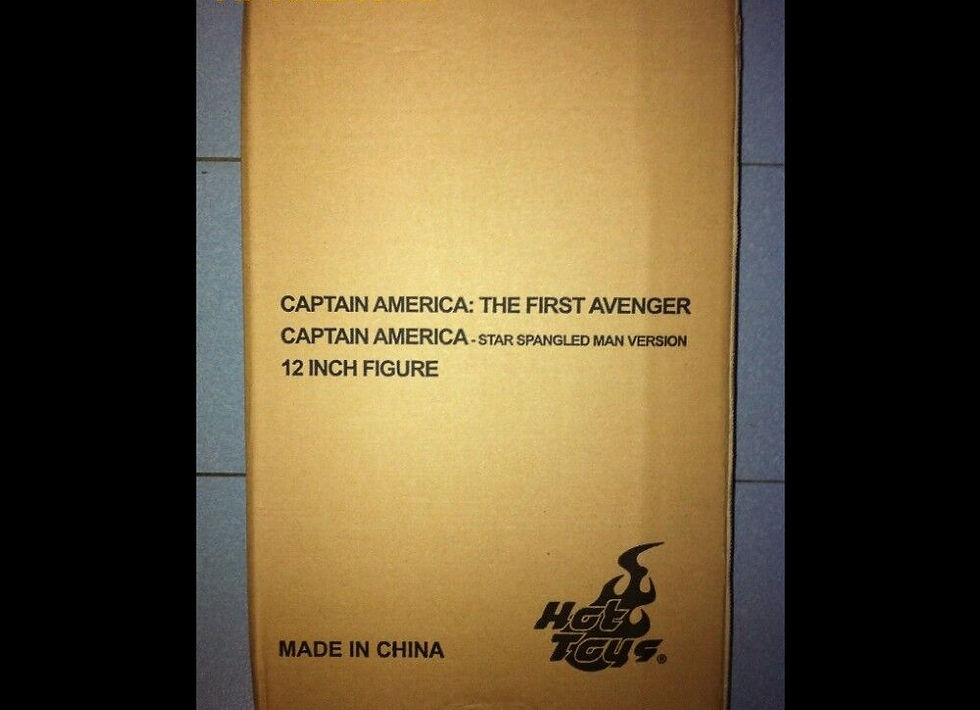 CAPTAIN AMERICA: THE FIRST AVENGER
CAPTAIN AMERICA - STAR SPANGLED MAN VERSION
12 INCH FIGURE
Hot
Toys®
MADE IN CHINA